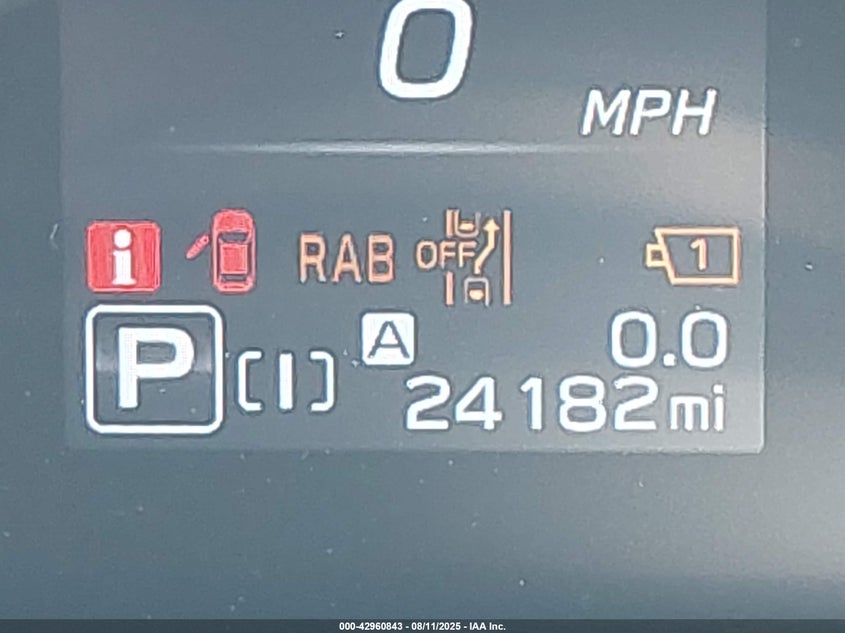 0
MPH
i RAB OFF 1
P [I] A 0.0
24182mi
000-42960843 - 08/11/2025 - IAA Inc.